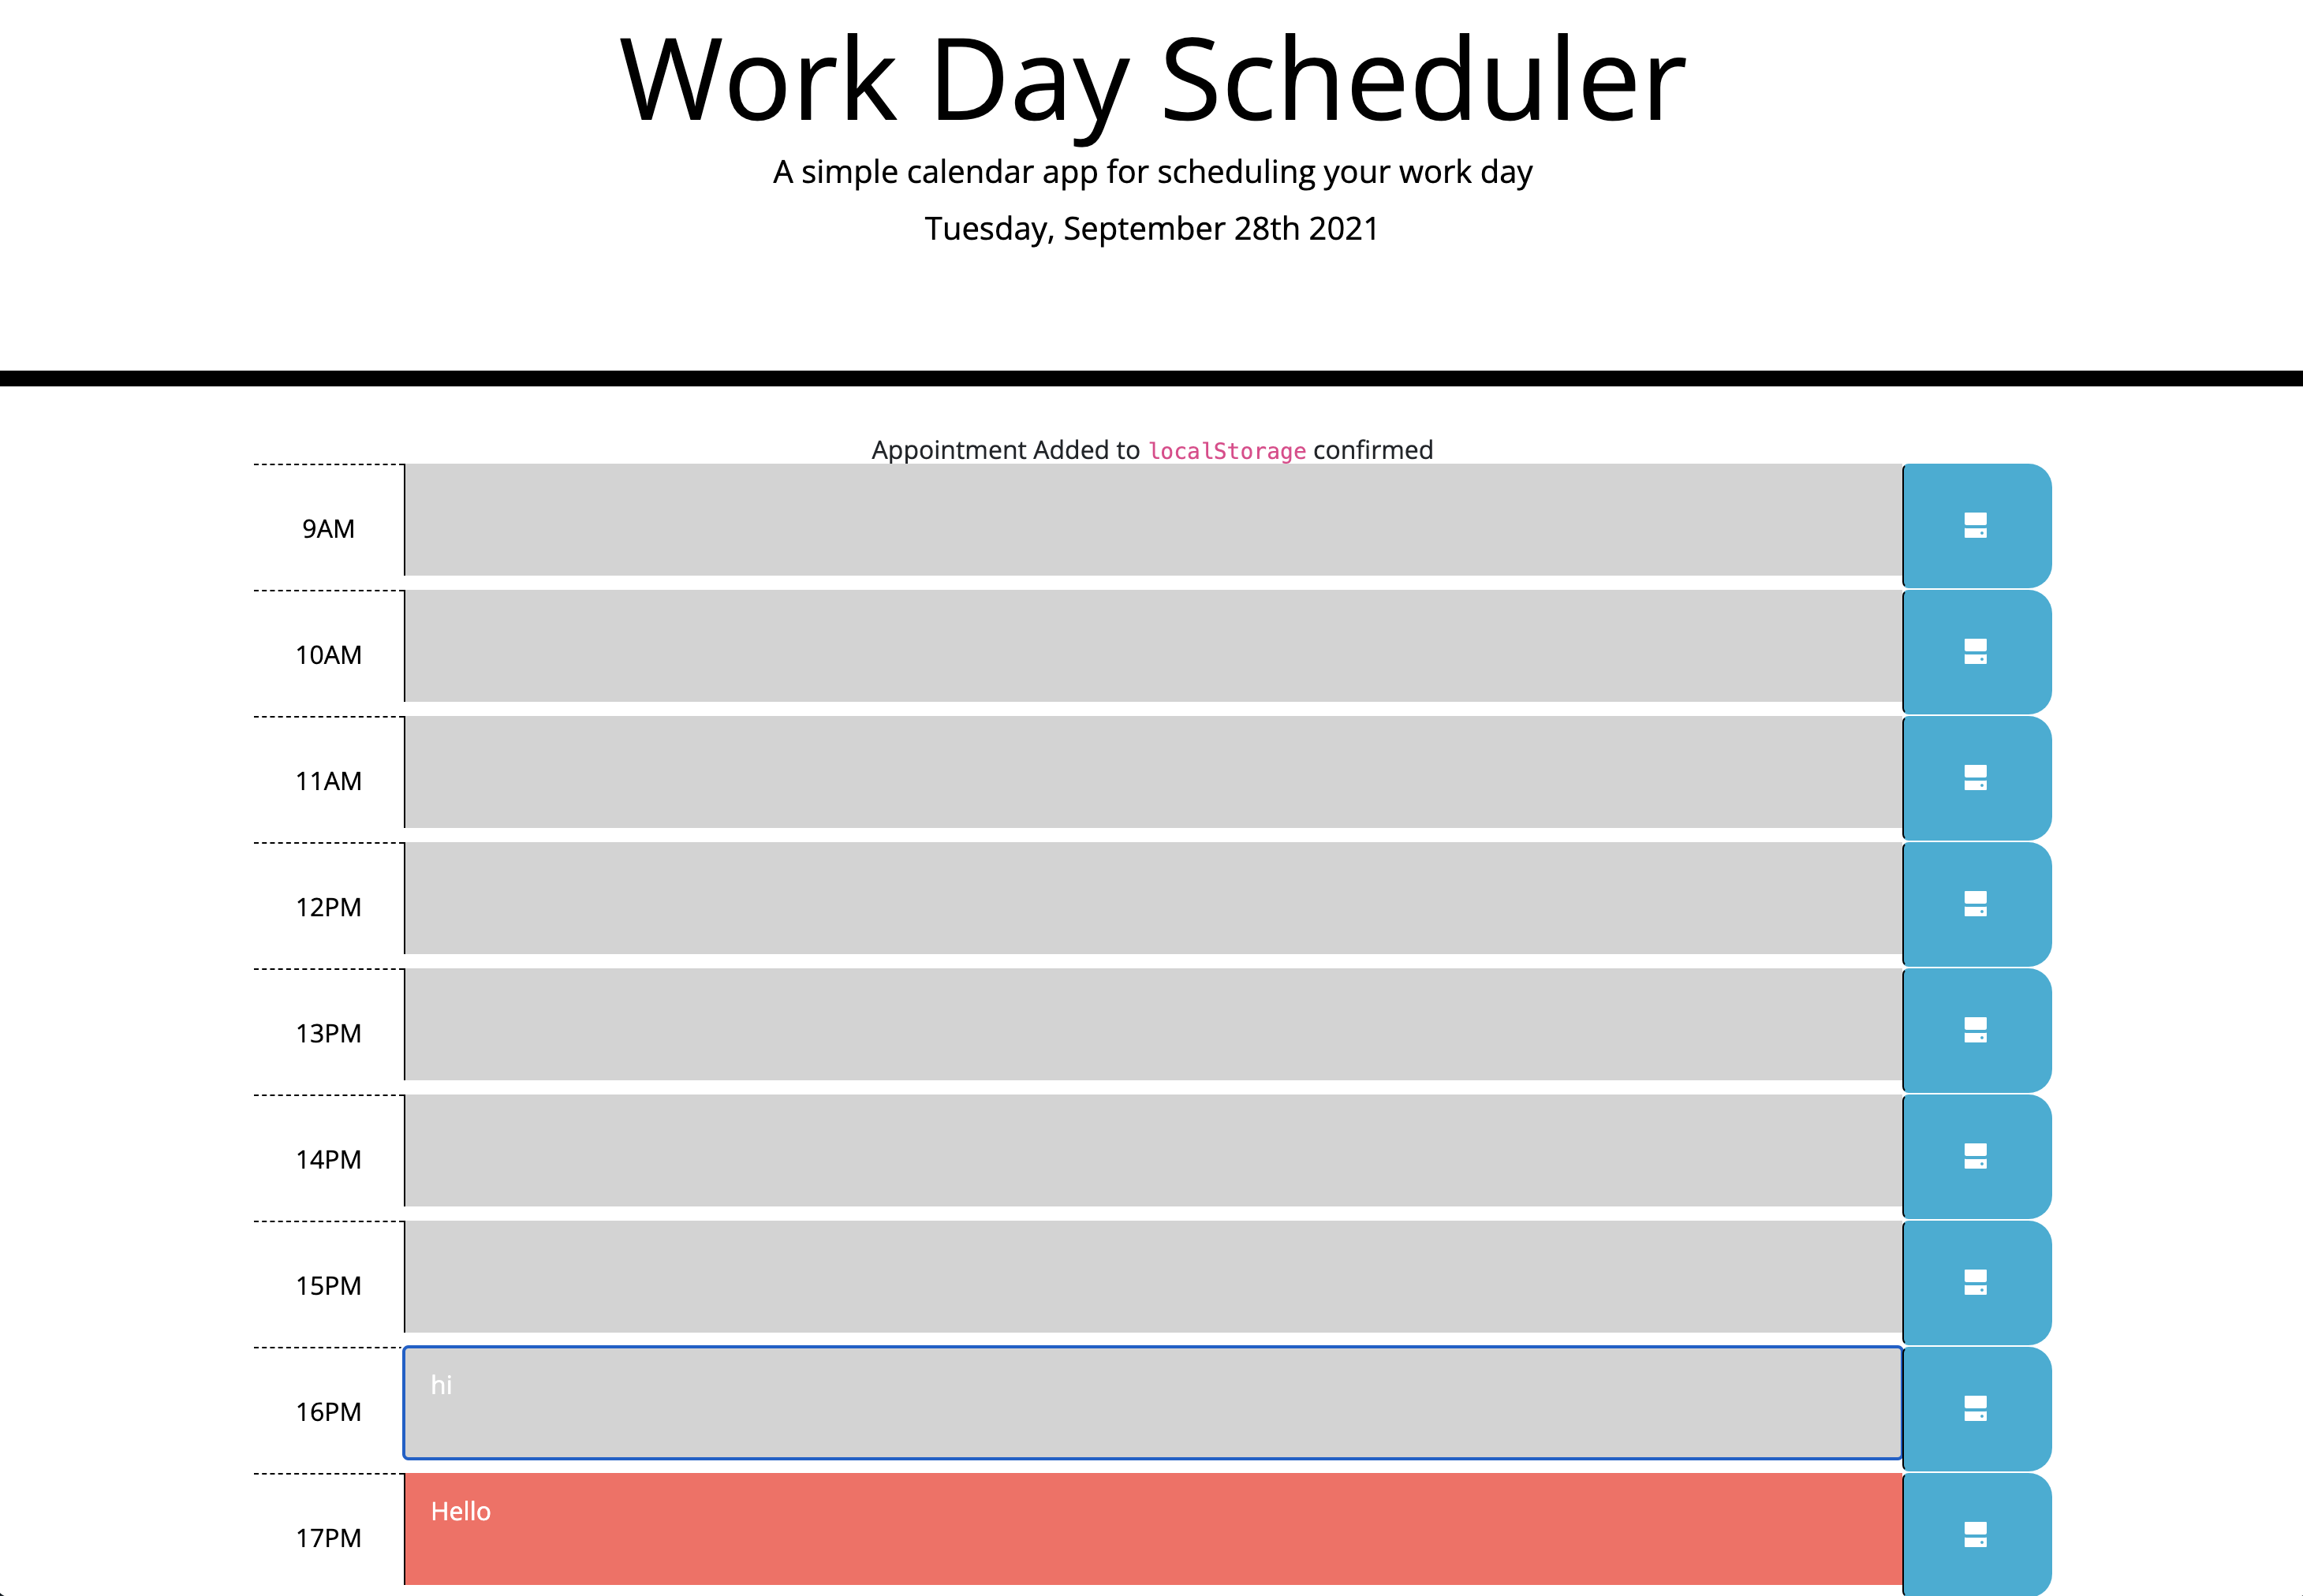 Work Day Scheduler
A simple calendar app for scheduling your work day
Tuesday, September 28th 2021
Appointment Added to localStorage confirmed
9AM
10AM
11AM
12PM
13PM
14PM
15PM
hi
16PM
Hello
17PM